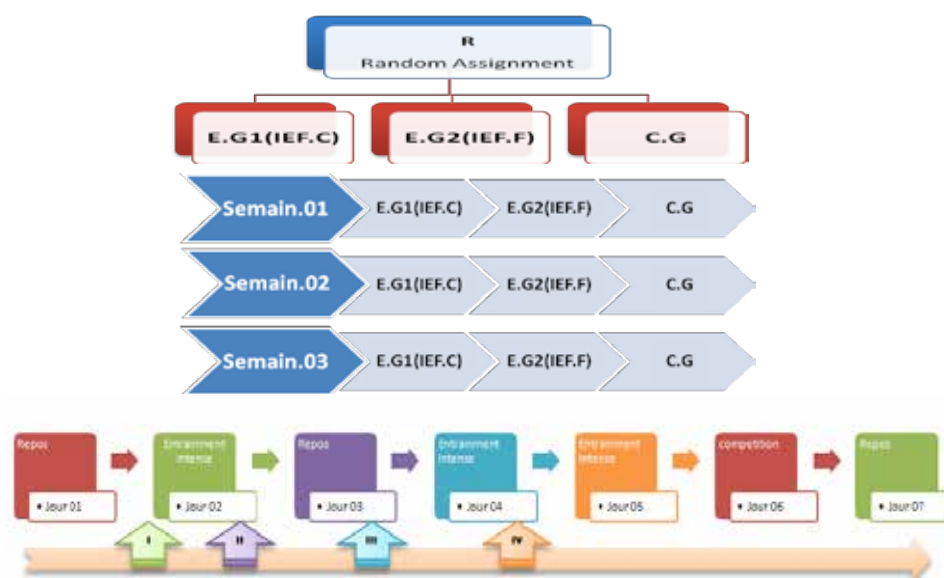 R
Random Assignment
E.G1(IEF.C) E.G2(IEF.F) C.G
Semain.01 E.G1(IEF.C) E.G2(IEF.F) C.G
Semain.02 E.G1(IEF.C) E.G2(IEF.F) C.G
Semain.03 E.G1(IEF.C) E.G2(IEF.F) C.G
Repos
• Jour 01
Entrainment
Intense
• Jour 02
Repos
• Jour 03
Entrainment
Intense
• Jour 04
Entrainment
Intense
• Jour 05
competition
• Jour 06
Repos
• Jour 07
I II III IV